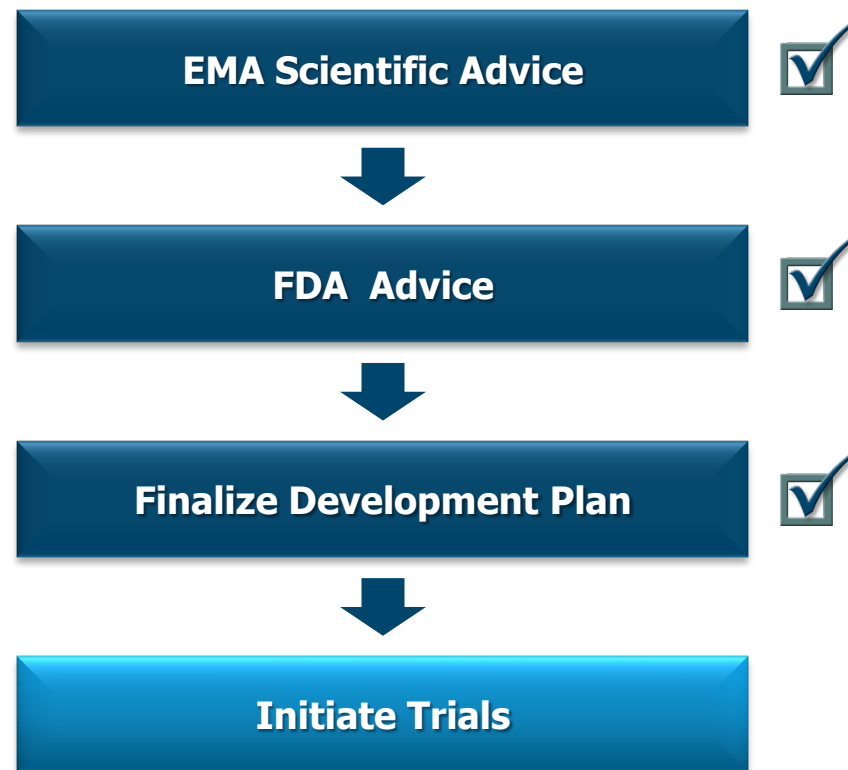 EMA Scientific Advice
FDA  Advice
Finalize Development Plan
Initiate Trials